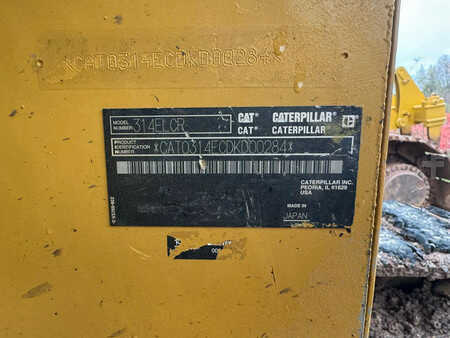 *CAT0314ECDKD00284*
MODEL NUMBER 314ELCR CAT® CATERPILLAR®
CAT® CATERPILLAR
PRODUCT IDENTIFICATION NUMBER *CAT0314ECDKD00284*
CATERPILLAR INC.
PEORIA, IL 61629
USA
MADE IN
JAPAN